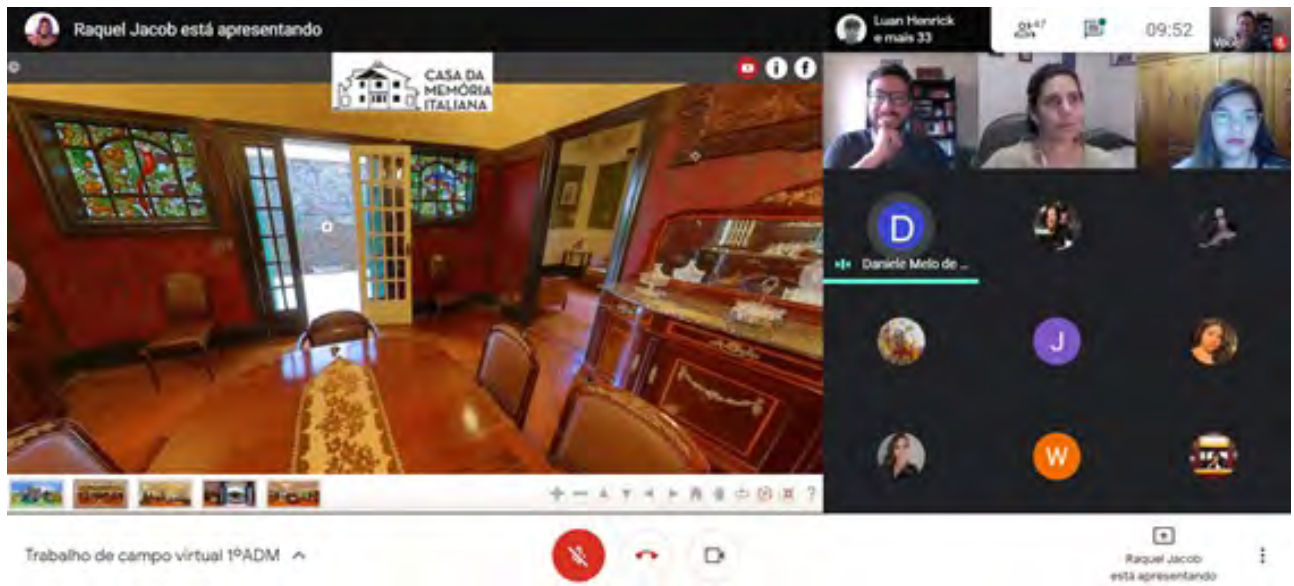 Raquel Jacob está apresentando
CASA DA
MEMÓRIA
ITALIANA
Luan Henrick
e mais 33
47
09:52
Você
D
Daniele Melo de ...
J
W
Trabalho de campo virtual 1ºADM
Raquel Jacob
está apresentando